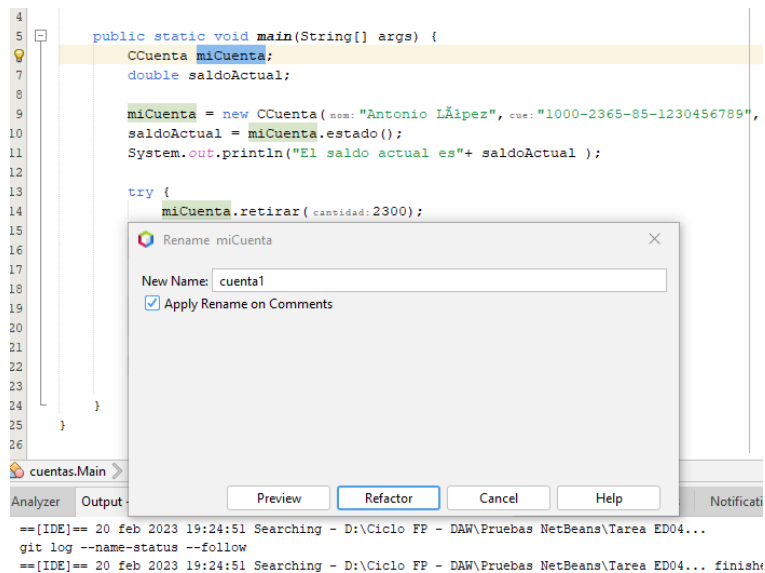 4
5 public static void main(String[] args) {
CCuenta miCuenta;
7 double saldoActual;
8
9 miCuenta = new CCuenta( nom: "Antonio LĂłpez", cue: "1000-2365-85-1230456789",
10 saldoActual = miCuenta.estado();
11 System.out.println("El saldo actual es"+ saldoActual );
12
13 try {
14 miCuenta.retirar( cantidad: 2300);
15
16
17
18
19
20
21
22
23
24 }
25 }
26
Rename miCuenta
New Name: cuenta1
Apply Rename on Comments
Preview Refactor Cancel Help
cuentas.Main
Analyzer Output - Notificati
==[IDE]== 20 feb 2023 19:24:51 Searching - D:\Ciclo FP - DAW\Pruebas NetBeans\Tarea ED04...
git log --name-status --follow
==[IDE]== 20 feb 2023 19:24:51 Searching - D:\Ciclo FP - DAW\Pruebas NetBeans\Tarea ED04... finishe